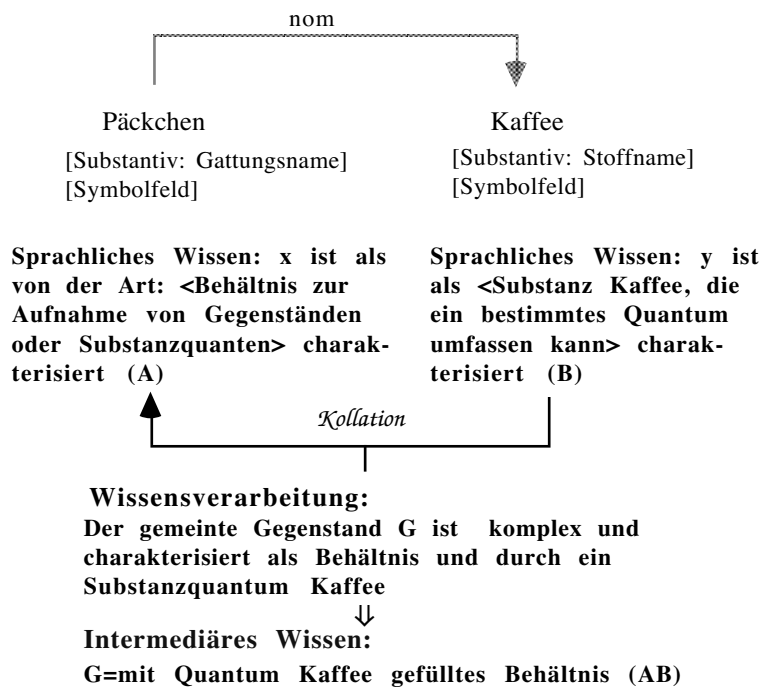 nom
Päckchen
Kaffee
[Substantiv: Gattungsname]
[Symbolfeld]
[Substantiv: Stoffname]
[Symbolfeld]
Sprachliches Wissen: x ist als
von der Art: <Behältnis zur
Aufnahme von Gegenständen
oder Substanzquanten> charak-
terisiert (A)
Sprachliches Wissen: y ist
als <Substanz Kaffee, die
ein bestimmtes Quantum
umfassen kann> charak-
terisiert (B)
Kollation
Wissensverarbeitung:
Der gemeinte Gegenstand G ist komplex und
charakterisiert als Behältnis und durch ein
Substanzquantum Kaffee
⇓
Intermediäres Wissen:
G=mit Quantum Kaffee gefülltes Behältnis (AB)